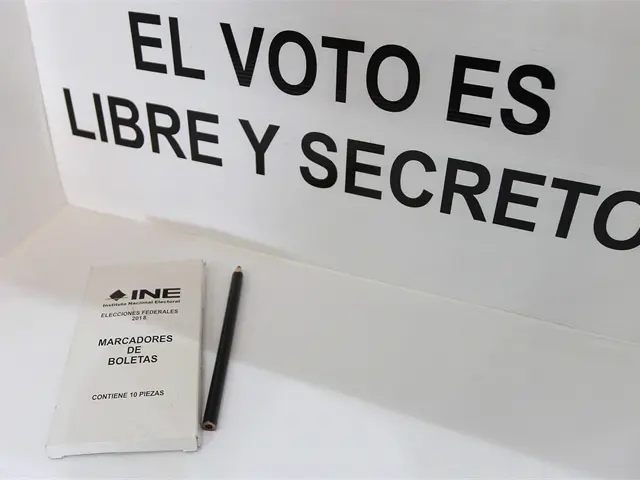 EL VOTO ES
LIBRE Y SECRETO
INE
Instituto Nacional Electoral
ELECCIONES FEDERALES
2018
MARCADORES
DE
BOLETAS
CONTIENE 10 PIEZAS